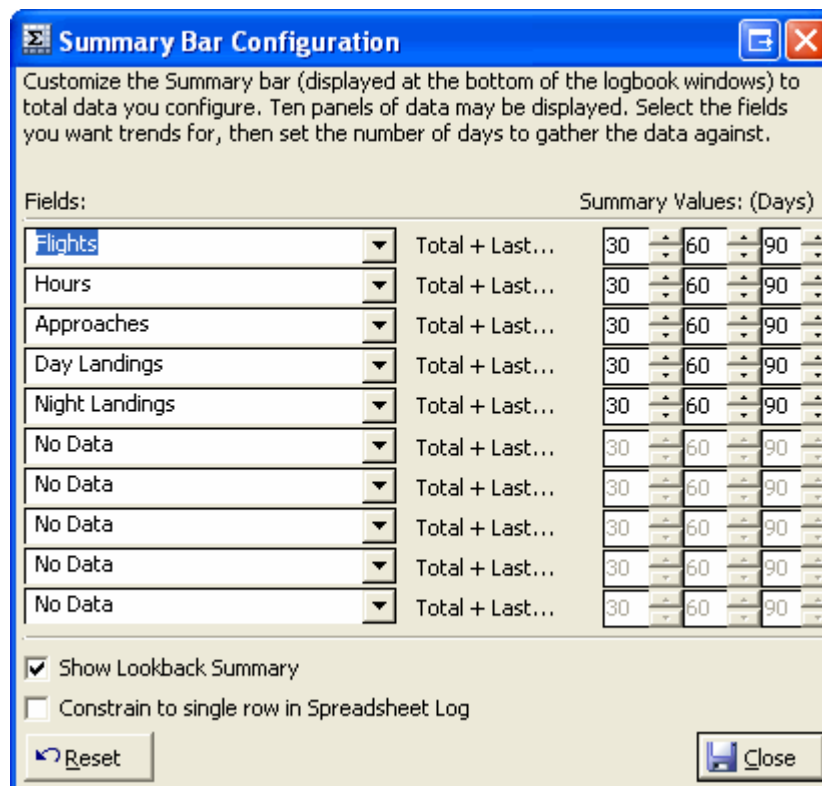 Summary Bar Configuration
Customize the Summary bar (displayed at the bottom of the logbook windows) to
total data you configure. Ten panels of data may be displayed. Select the fields
you want trends for, then set the number of days to gather the data against.
Fields: Summary Values: (Days)
Flights Total + Last... 30 60 90
Hours Total + Last... 30 60 90
Approaches Total + Last... 30 60 90
Day Landings Total + Last... 30 60 90
Night Landings Total + Last... 30 60 90
No Data Total + Last... 30 60 90
No Data Total + Last... 30 60 90
No Data Total + Last... 30 60 90
No Data Total + Last... 30 60 90
No Data Total + Last... 30 60 90
Show Lookback Summary
Constrain to single row in Spreadsheet Log
Reset Close